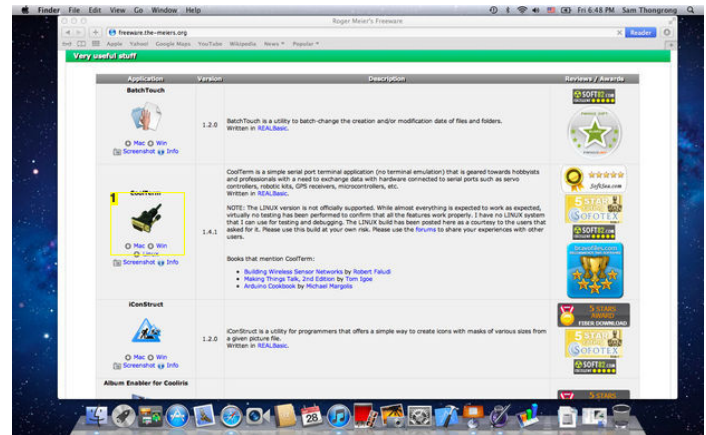 Finder File Edit View Go Window Help
Fri 6:48 PM Sam Thongrong
Roger Meier's Freeware
freeware.the-meiers.org
Reader
Apple Yahoo! Google Maps YouTube Wikipedia News Popular
Very useful stuff
Application Version Description Reviews / Awards
BatchTouch
1.2.0
BatchTouch is a utility to batch-change the creation and/or modification date of files and folders.
Written in REALBasic.
Mac Win
Screenshot Info
CoolTerm
1
1.4.1
CoolTerm is a simple serial port terminal application (no terminal emulation) that is geared towards hobbyists
and professionals with a need to exchange data with hardware connected to serial ports such as servo
controllers, robotic kits, GPS receivers, microcontrollers, etc.
Written in REALBasic.
NOTE: The LINUX version is not officially supported. While almost everything is expected to work as expected,
virtually no testing has been performed to confirm that all the features work properly. I have no LINUX system
that I can use for testing and debugging. The LINUX build has been posted here as a courtesy to the users that
asked for it. Please use this build at your own risk. Please use the forums to share your experiences with other
users.
Books that mention CoolTerm:
Building Wireless Sensor Networks by Robert Faludi
Making Things Talk, 2nd Edition by Tom Igoe
Arduino Cookbook by Michael Margolis
Mac Win
Linux
Screenshot Info
SoftSea.com
5 STAR
SOFOTEX
bravofiles.com
iConStruct
1.2.0
iConStruct is a utility for programmers that offers a simple way to create icons with masks of various sizes from
a given picture file.
Written in REALBasic.
Mac Win
Screenshot Info
5 STARS
AWARD
FIBER DOWNLOAD
5 STAR
SOFOTEX
Album Enabler for Cooliris
5 STARS
28